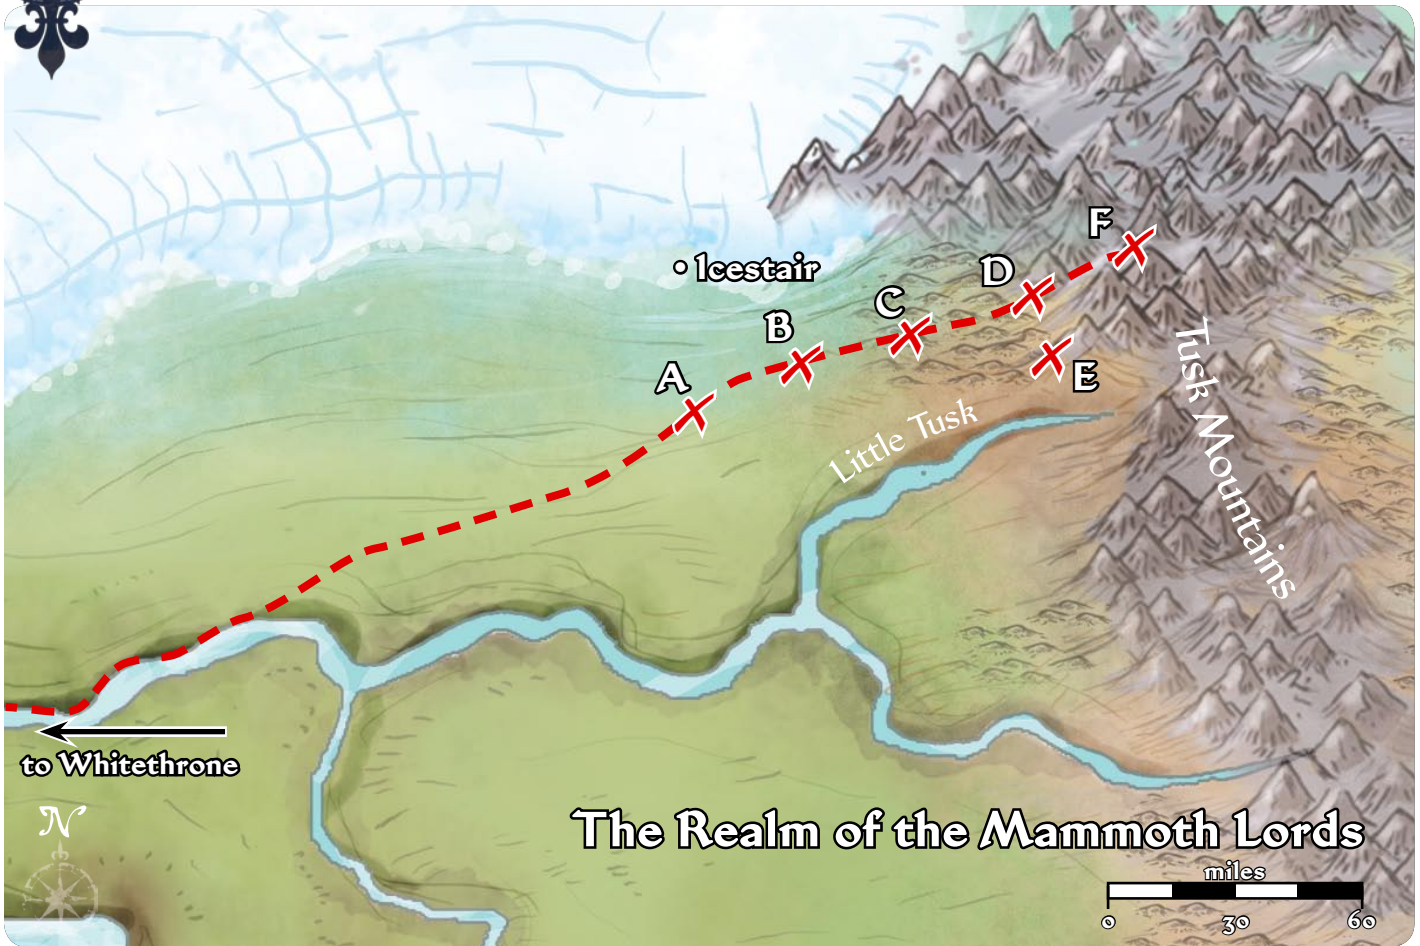 F
Icestair
D
C
B
A
E
Tusk Mountains
Little Tusk
to Whitethrone
N
The Realm of the Mammoth Lords
miles
0 30 60